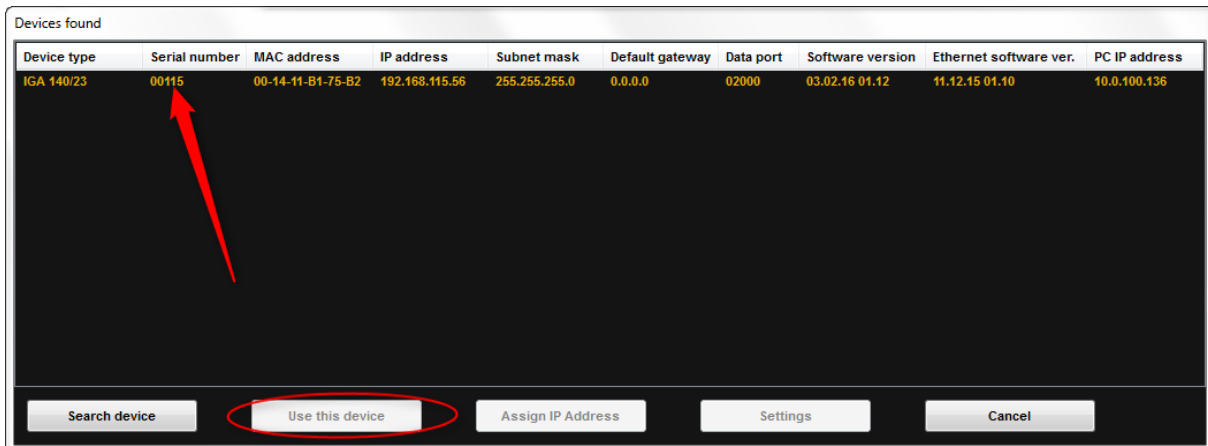 Devices found
Device type Serial number MAC address IP address Subnet mask Default gateway Data port Software version Ethernet software ver. PC IP address
IGA 140/23 00115 00-14-11-B1-75-B2 192.168.115.56 255.255.255.0 0.0.0.0 02000 03.02.16 01.12 11.12.15 01.10 10.0.100.136
Search device Use this device Assign IP Address Settings Cancel